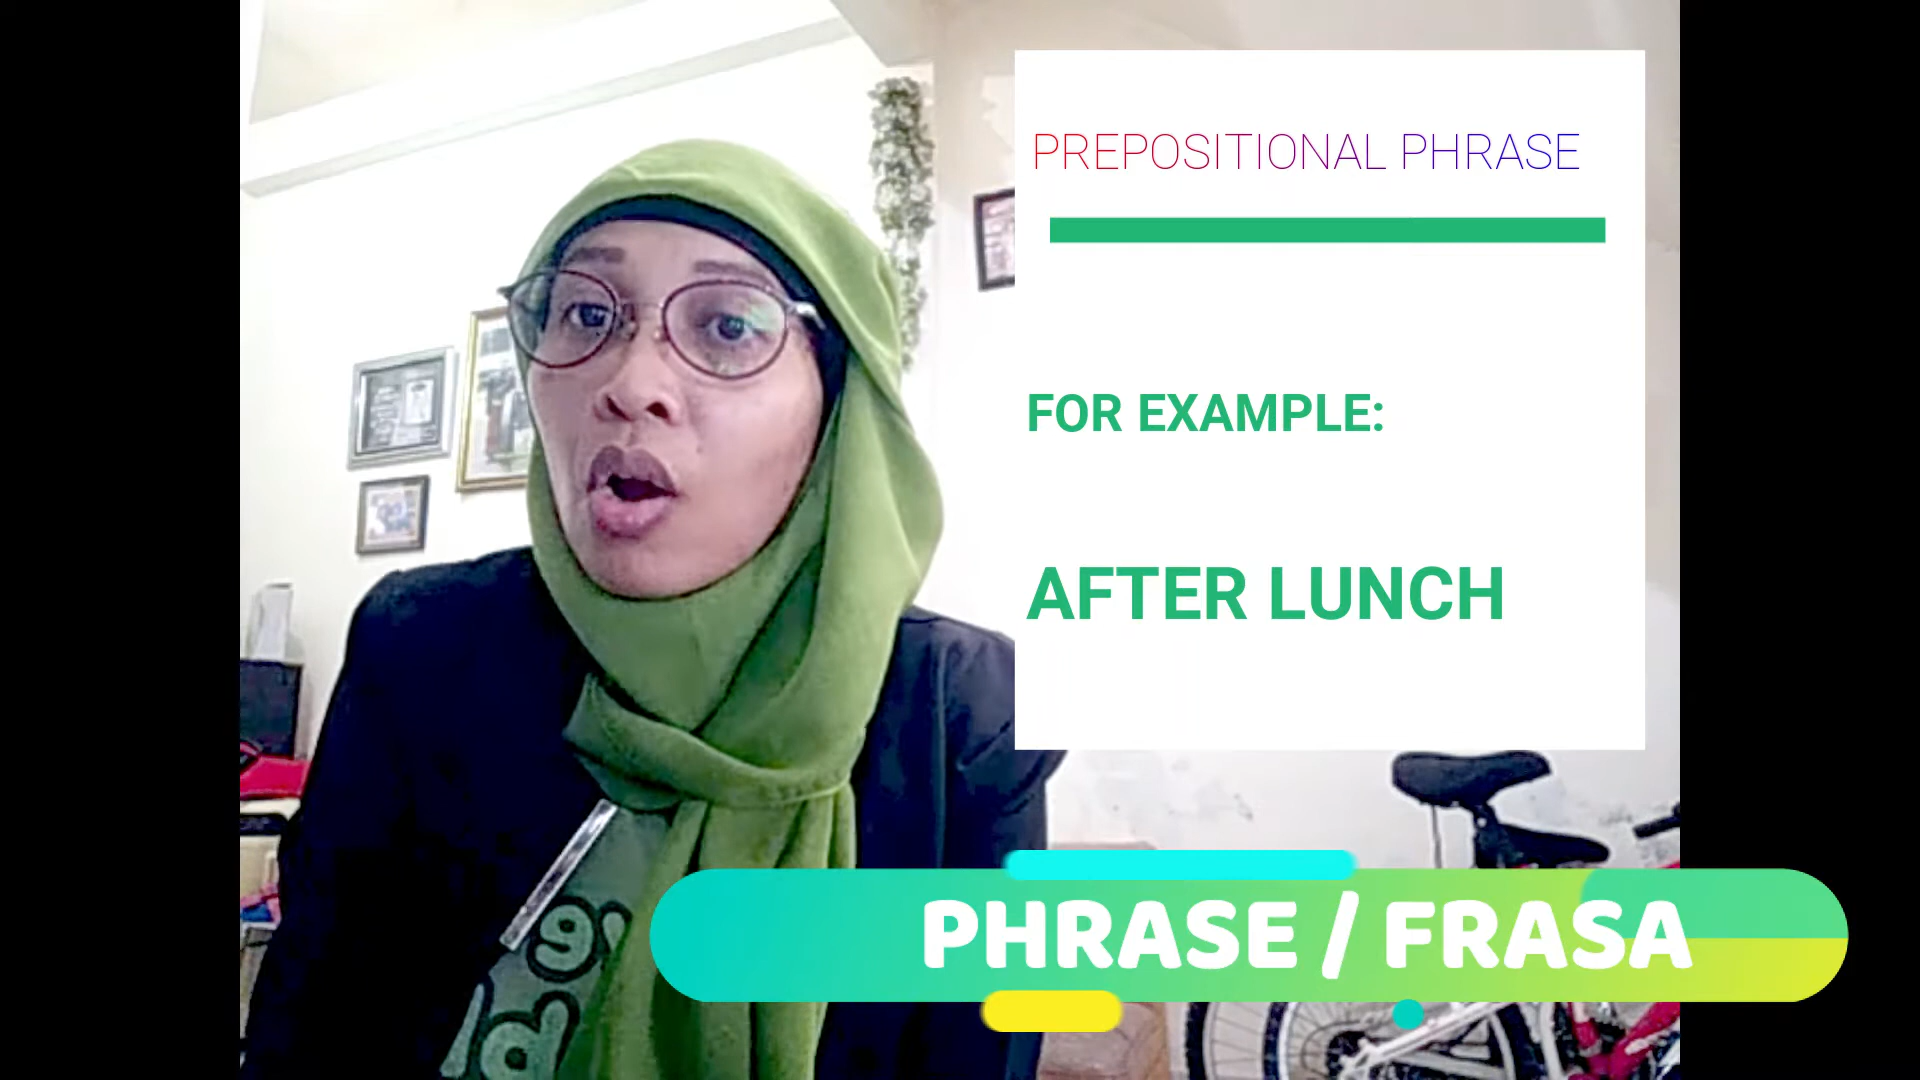 PREPOSITIONAL PHRASE
FOR EXAMPLE:
AFTER LUNCH
PHRASE / FRASA